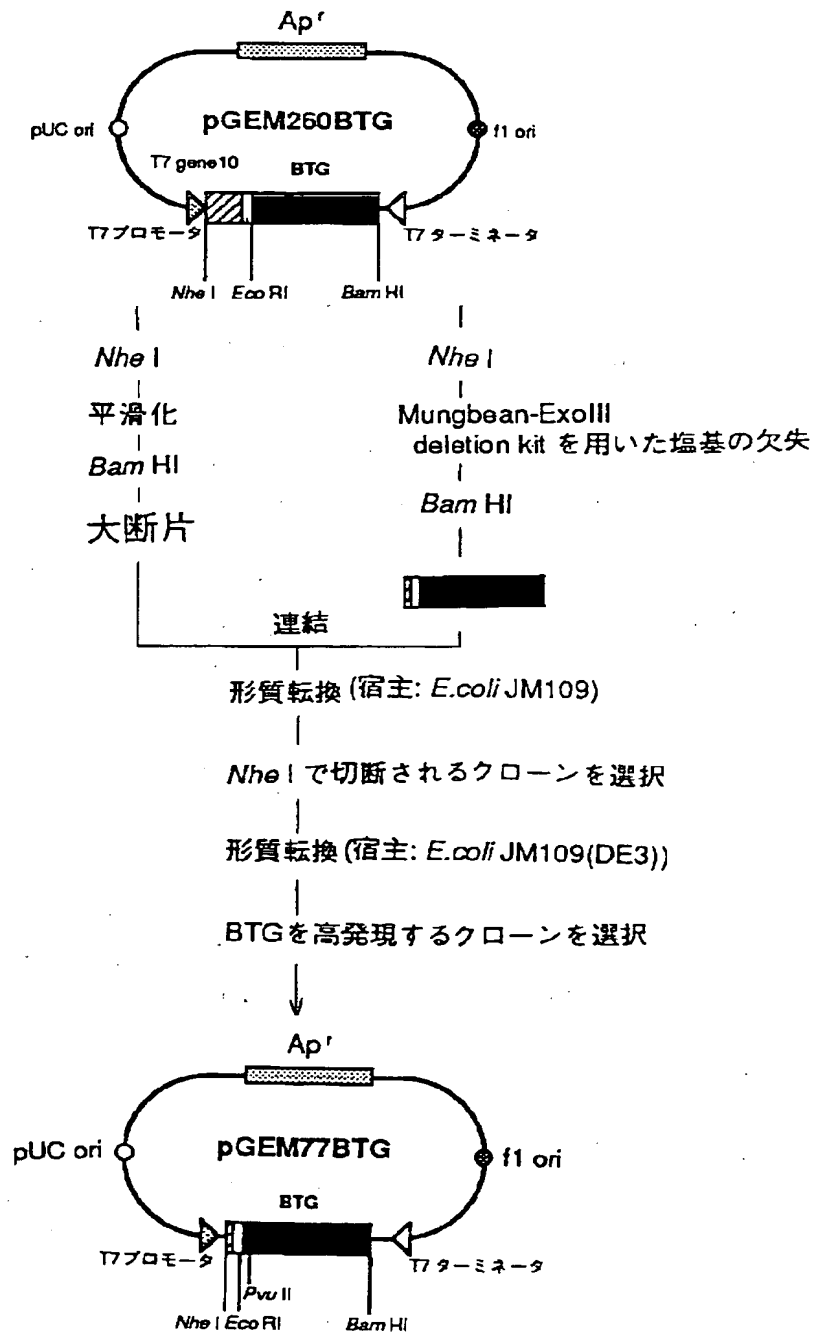 Ap r
pGEM260BTG
pUC ori
f1 ori
T7 gene10
BTG
T7プロモータ
T7 ターミネータ
Nhe I
Eco RI
Bam HI
Nhe I
平滑化
Bam HI
大断片
Nhe I
Mungbean-ExoIII
deletion kit を用いた塩基の欠失
Bam HI
連結
形質転換 (宿主: E.coli JM109)
Nhe I で切断されるクローンを選択
形質転換 (宿主: E.coli JM109(DE3))
BTGを高発現するクローンを選択
Ap r
pUC ori
pGEM77BTG
f1 ori
BTG
T7プロモータ
T7 ターミネータ
Pvu II
Nhe I
Eco RI
Bam HI